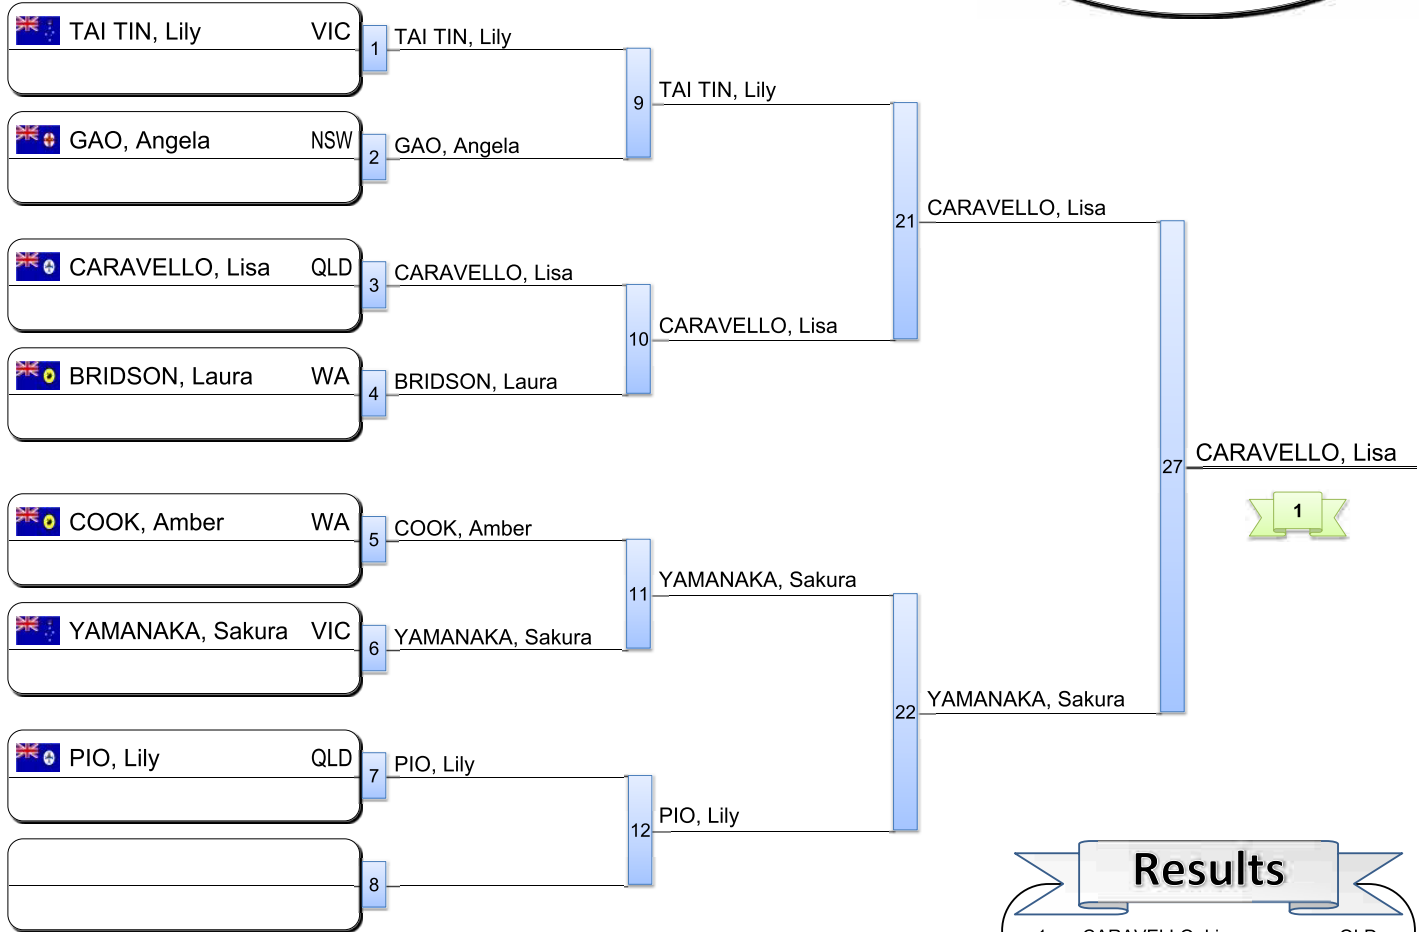 TAI TIN, Lily VIC
1 TAI TIN, Lily
9 TAI TIN, Lily
GAO, Angela NSW
2 GAO, Angela
21 CARAVELLO, Lisa
CARAVELLO, Lisa QLD
3 CARAVELLO, Lisa
10 CARAVELLO, Lisa
BRIDSON, Laura WA
4 BRIDSON, Laura
27 CARAVELLO, Lisa
1
COOK, Amber WA
5 COOK, Amber
11 YAMANAKA, Sakura
YAMANAKA, Sakura VIC
6 YAMANAKA, Sakura
22 YAMANAKA, Sakura
PIO, Lily QLD
7 PIO, Lily
12 PIO, Lily
8
Results